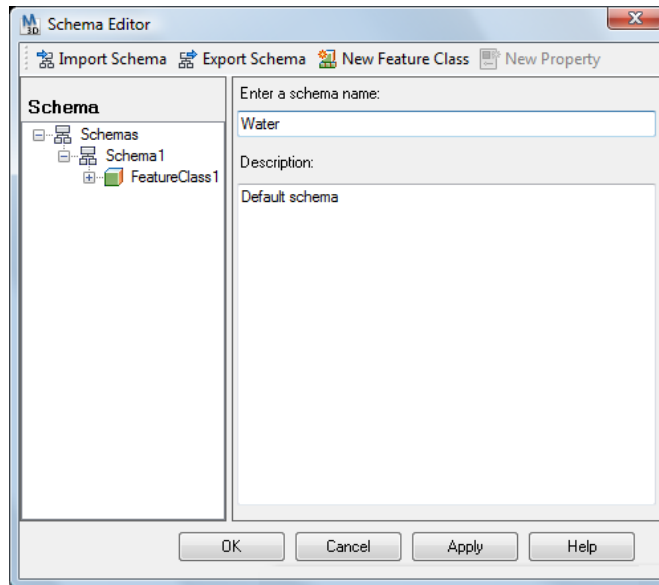 Schema Editor
Import Schema Export Schema New Feature Class New Property
Schema
Schemas
Schema1
FeatureClass1
Enter a schema name:
Water
Description:
Default schema
OK Cancel Apply Help